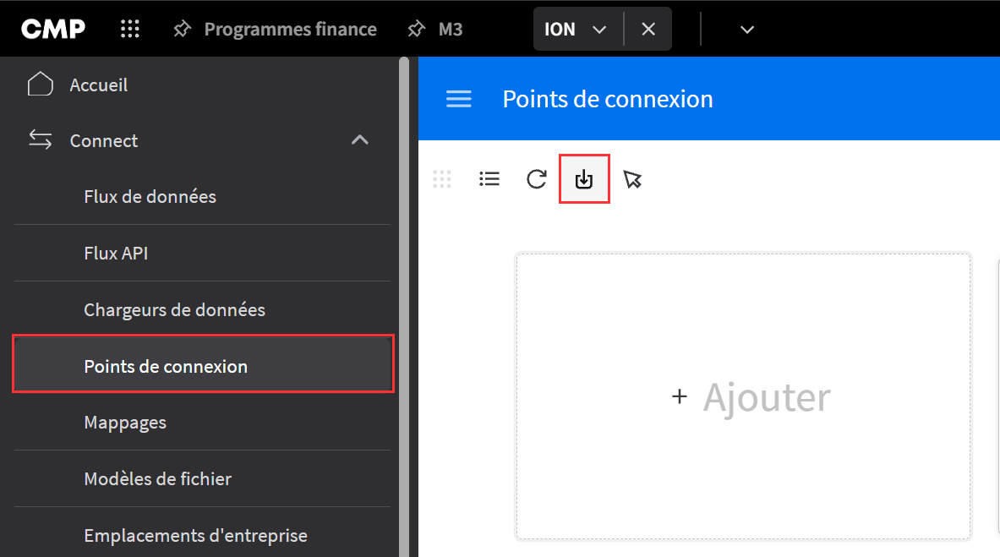 CMP Programmes finance M3 ION
Accueil
Connect
Flux de données
Flux API
Chargeurs de données
Points de connexion
Mappages
Modèles de fichier
Emplacements d'entreprise
Points de connexion
+ Ajouter